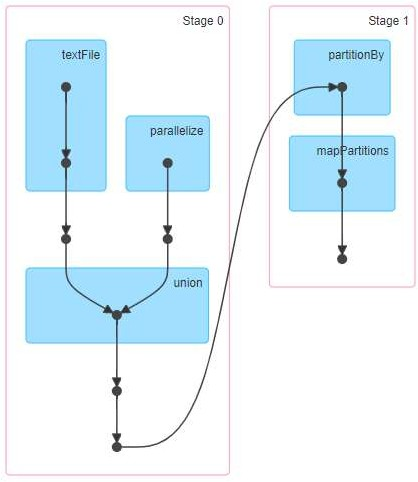 Stage 0
textFile
parallelize
union
Stage 1
partitionBy
mapPartitions